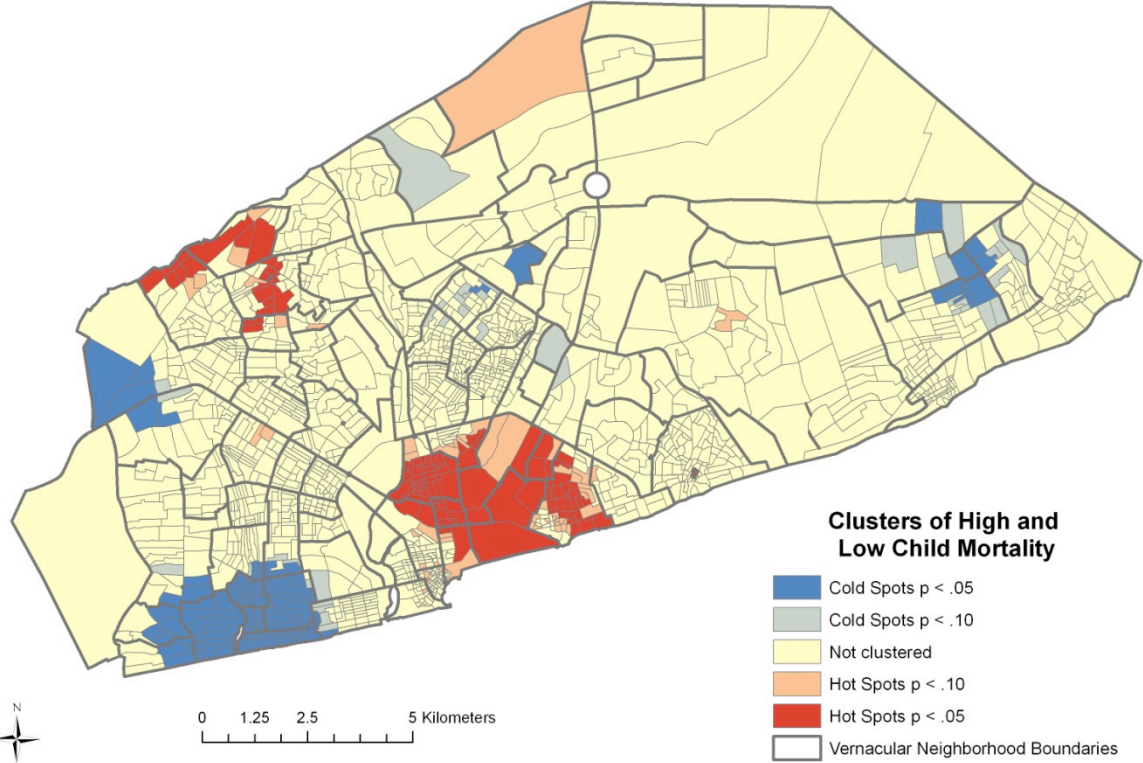 Clusters of High and
Low Child Mortality
Cold Spots p < .05
Cold Spots p < .10
Not clustered
Hot Spots p < .10
Hot Spots p < .05
Vernacular Neighborhood Boundaries
N
0 1.25 2.5 5 Kilometers